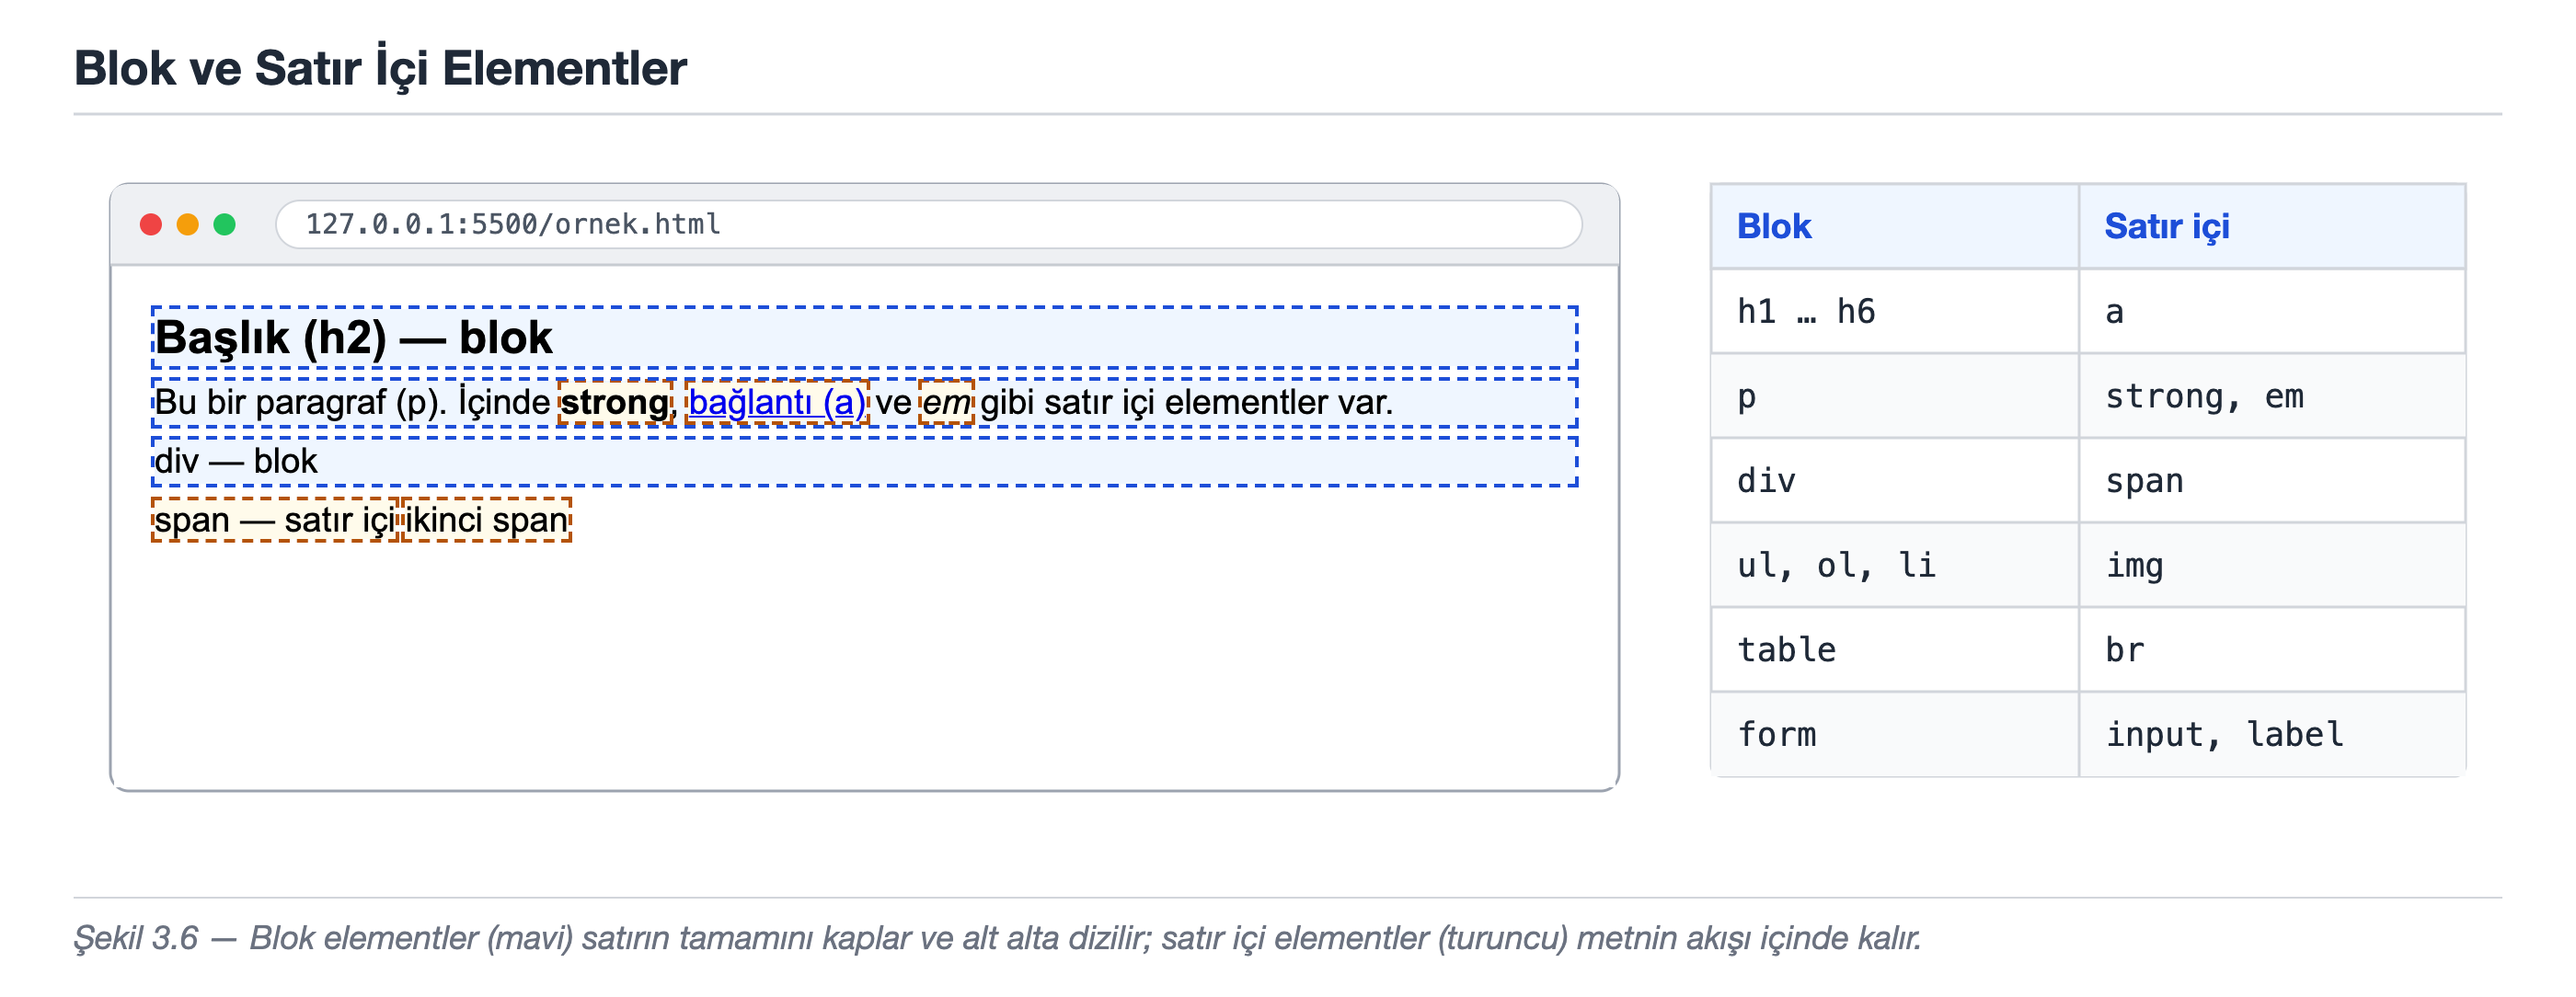 Blok ve Satır İçi Elementler
127.0.0.1:5500/ornek.html
Başlık (h2) — blok
Bu bir paragraf (p). İçinde strong, bağlantı (a) ve em gibi satır içi elementler var.
div — blok
span — satır içi ikinci span
Blok Satır içi
h1 … h6 a
p strong, em
div span
ul, ol, li img
table br
form input, label
Şekil 3.6 — Blok elementler (mavi) satırın tamamını kaplar ve alt alta dizilir; satır içi elementler (turuncu) metnin akışı içinde kalır.